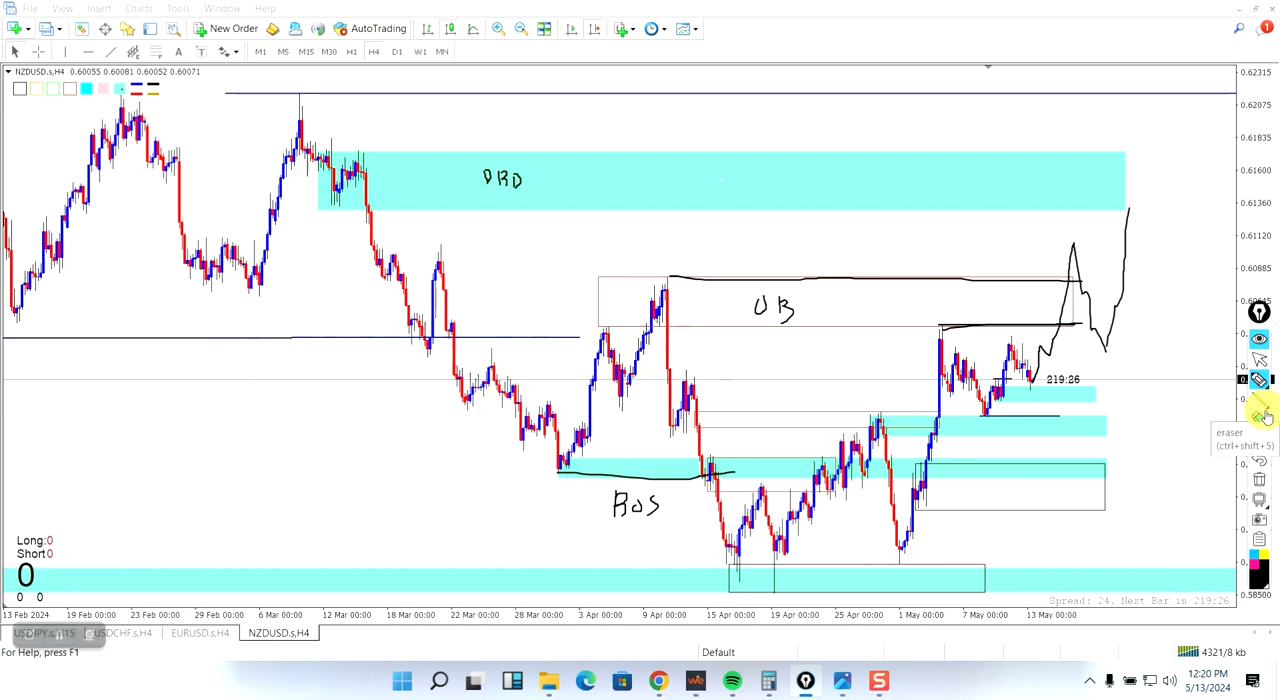 File View Insert Charts Tools Window Help
New Order AutoTrading 1
A T M1 M5 M15 M30 H1 H4 D1 W1 MN
NZDUSD.s,H4 0.60055 0.60081 0.60052 0.60071
0.62315
0.62075
0.61835
0.61600
0.61360
0.61120
0.60885
0.60645
DBD
OB
219:26
eraser
(ctrl+shift+5)
BOS
Long:0
Short0
0
0 0
0.58500
Spread: 24. Next Bar in 219:26
13 Feb 2024 19 Feb 00:00 23 Feb 00:00 29 Feb 00:00 6 Mar 00:00 12 Mar 00:00 18 Mar 00:00 22 Mar 00:00 28 Mar 00:00 3 Apr 00:00 9 Apr 00:00 15 Apr 00:00 19 Apr 00:00 25 Apr 00:00 1 May 00:00 7 May 00:00 13 May 00:00
USDJPY.s,M15 USDCHF.s,H4 EURUSD.s,H4 NZDUSD.s,H4
For Help, press F1 Default 4321/8 kb
12:20 PM
5/13/2024